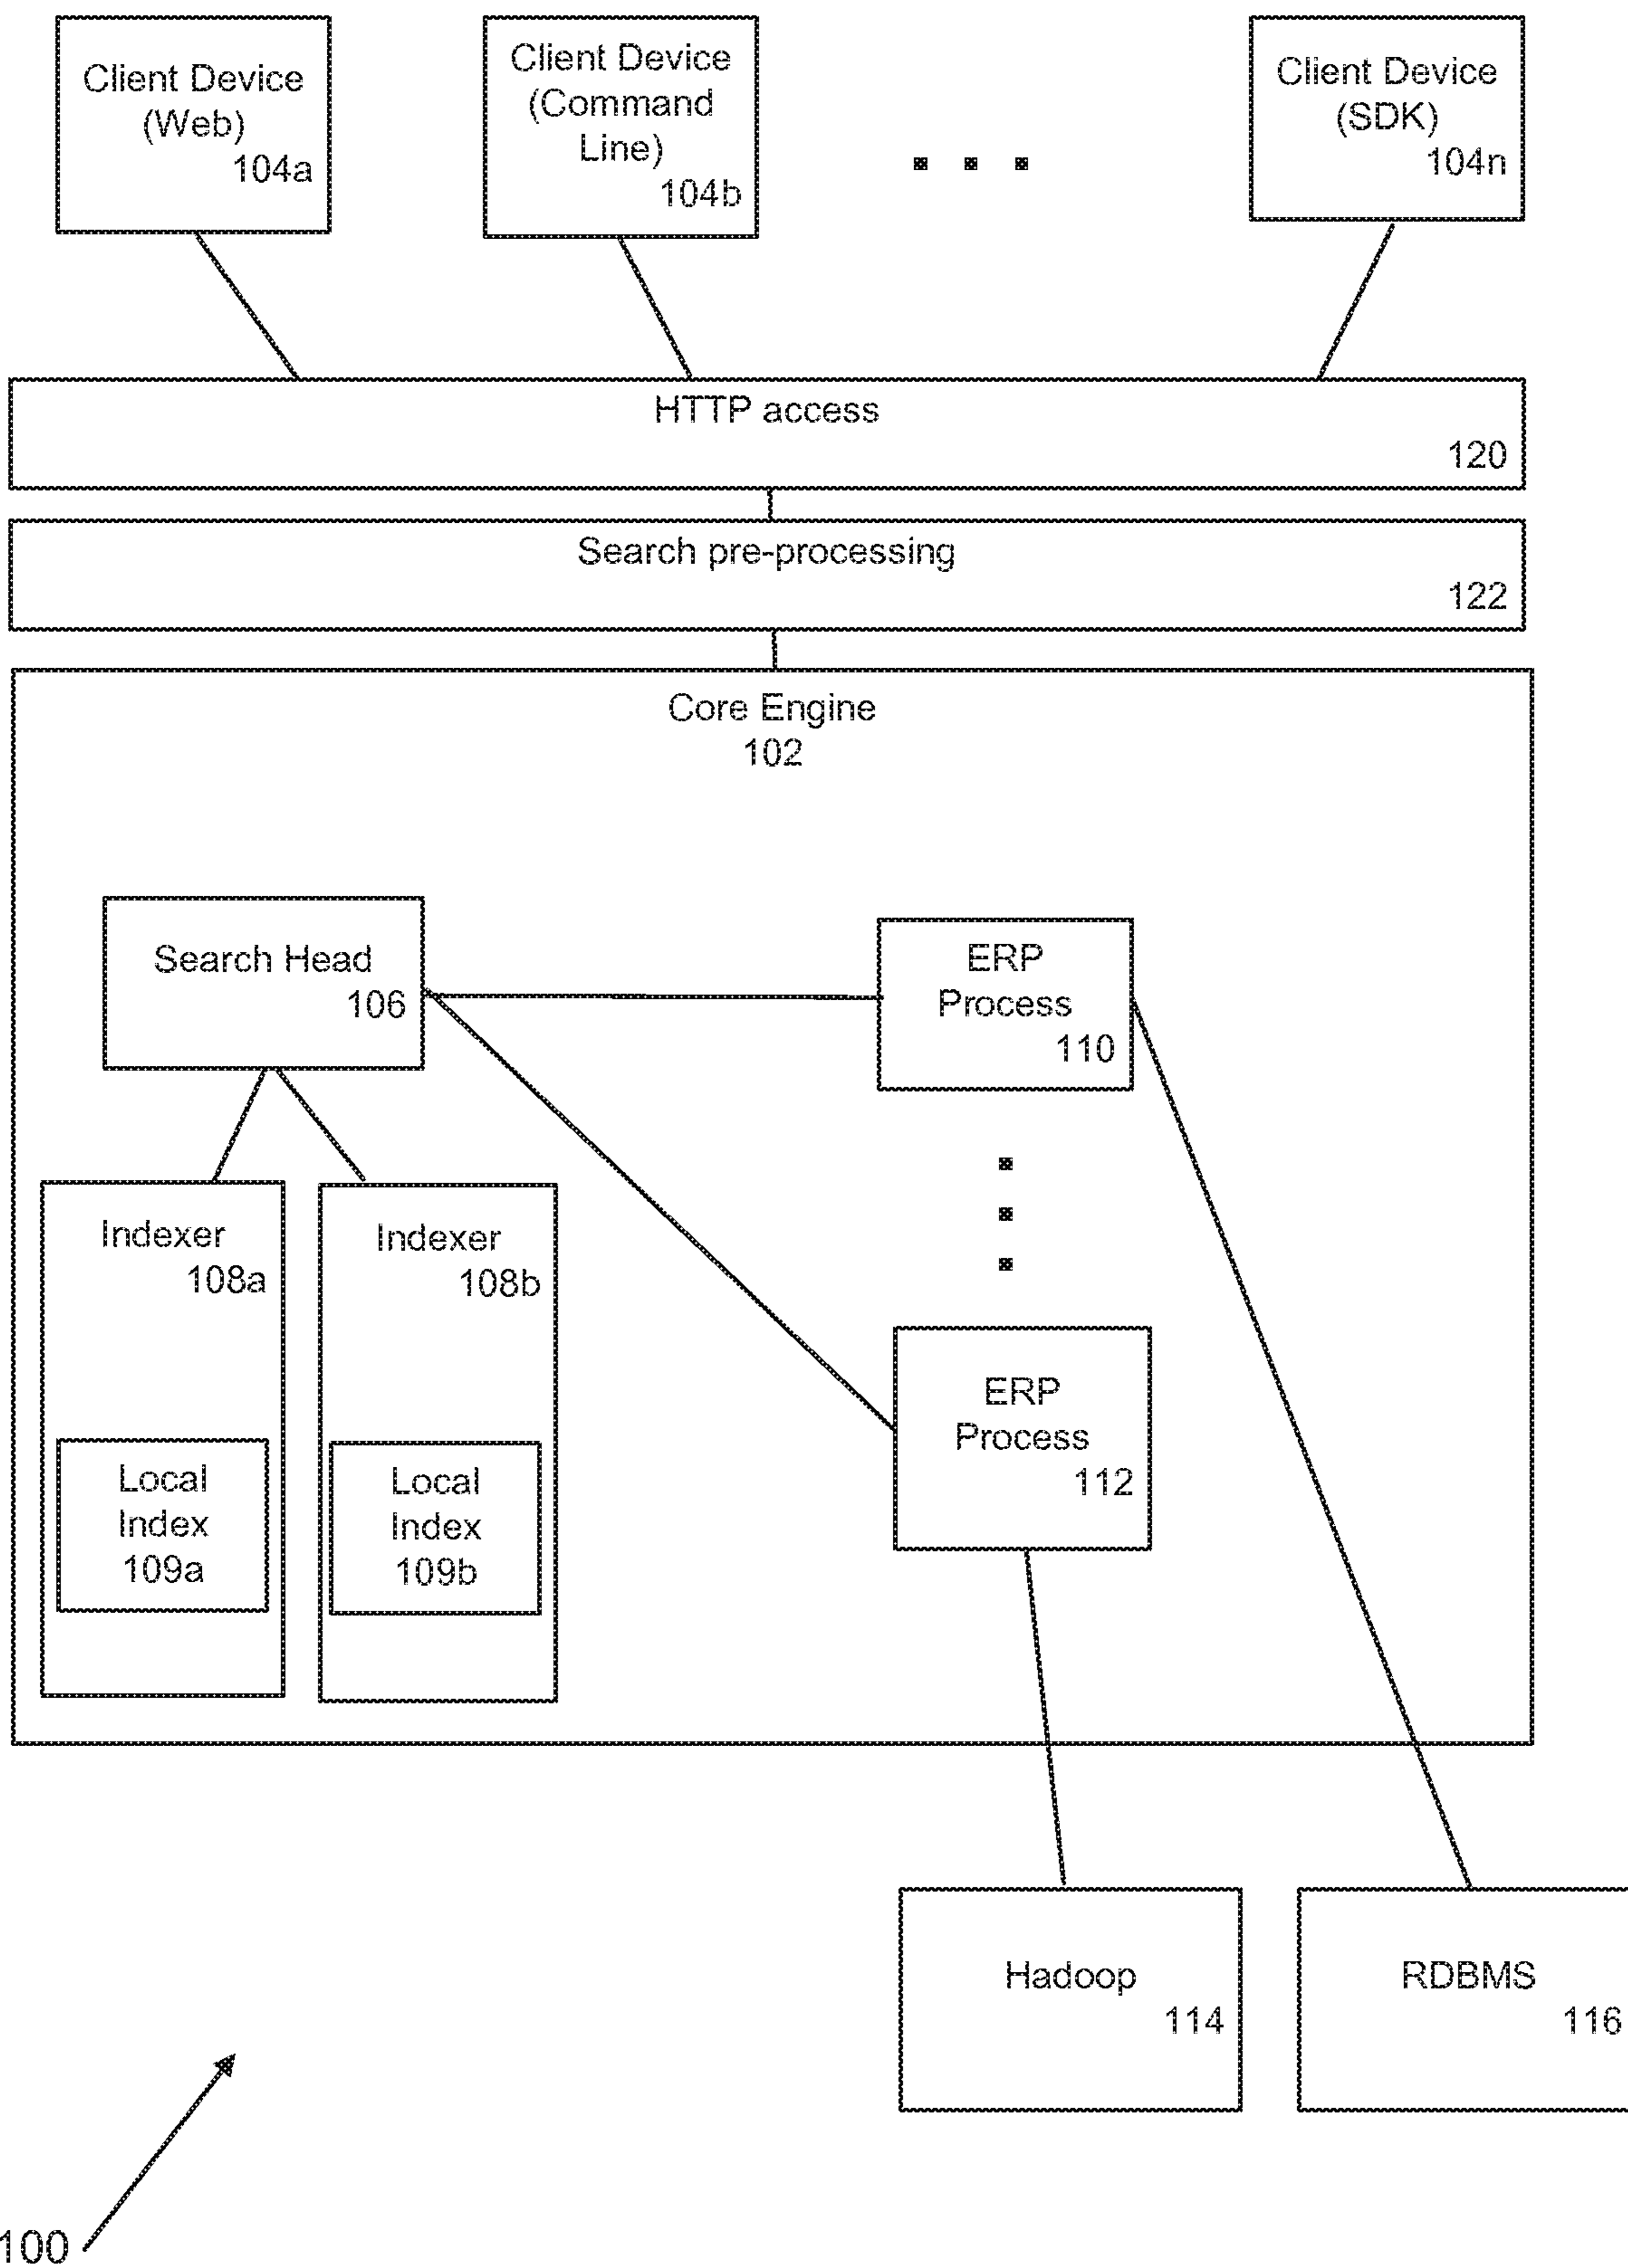 Client Device
(Web)
104a
Client Device
(Command
Line)
104b
Client Device
(SDK)
104n
HTTP access
120
Search pre-processing
122
Core Engine
102
Search Head
106
ERP
Process
110
Indexer
108a
Indexer
108b
ERP
Process
112
Local
Index
109a
Local
Index
109b
Hadoop
114
RDBMS
116
100